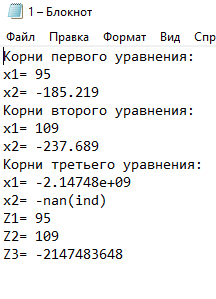 1 – Блокнот
Файл Правка Формат Вид Спр
Корни первого уравнения:
x1= 95
x2= -185.219
Корни второго уравнения:
x1= 109
x2= -237.689
Корни третьего уравнения:
x1= -2.14748e+09
x2= -nan(ind)
Z1= 95
Z2= 109
Z3= -2147483648